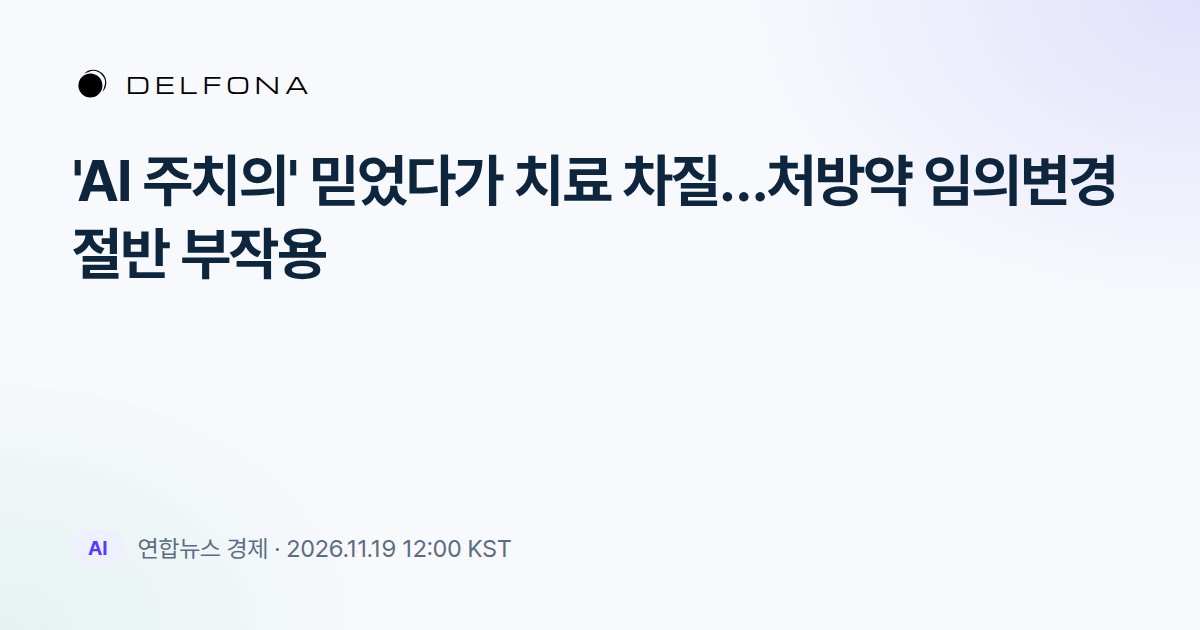 DELFONA
'AI 주치의' 믿었다가 치료 차질…처방약 임의변경
절반 부작용
AI 연합뉴스 경제 · 2026.11.19 12:00 KST